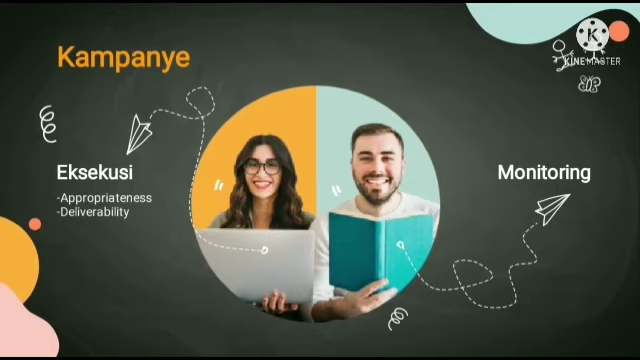 Kampanye
K
KINEMASTER
Eksekusi
-Appropriateness
-Deliverability
Monitoring